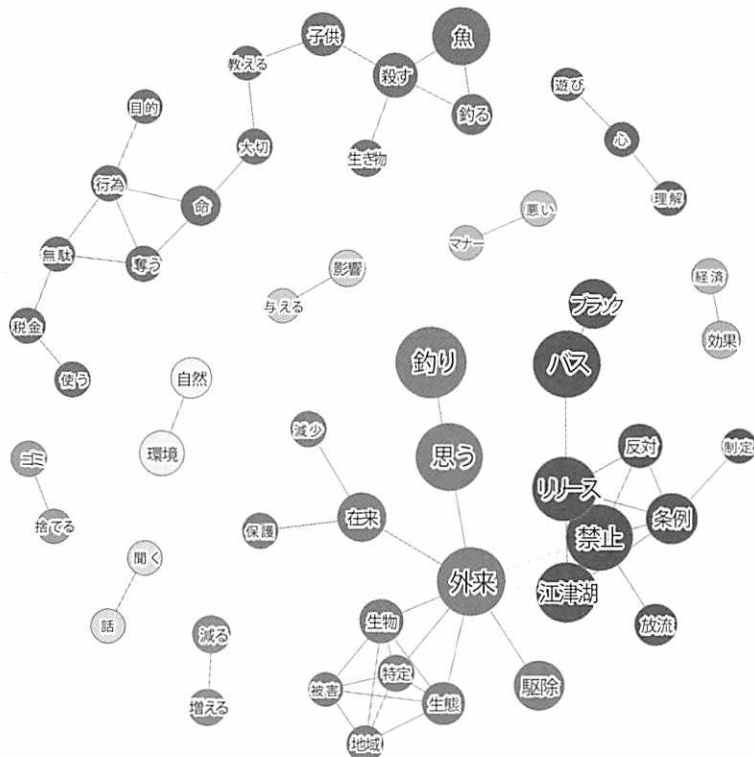 子供
魚
教える
殺す
遊び
目的
釣る
大切
生き物
心
行為
命
理解
悪い
無駄
奪う
マナー
影響
経済
与える
ブラック
税金
効果
使う
自然
釣り
バス
減少
ゴミ
環境
思う
反対
制定
リリース
捨てる
保護
在来
条例
禁止
聞く
外来
江津湖
話
減る
生物
放流
特定
被害
駆除
増える
生態
地域